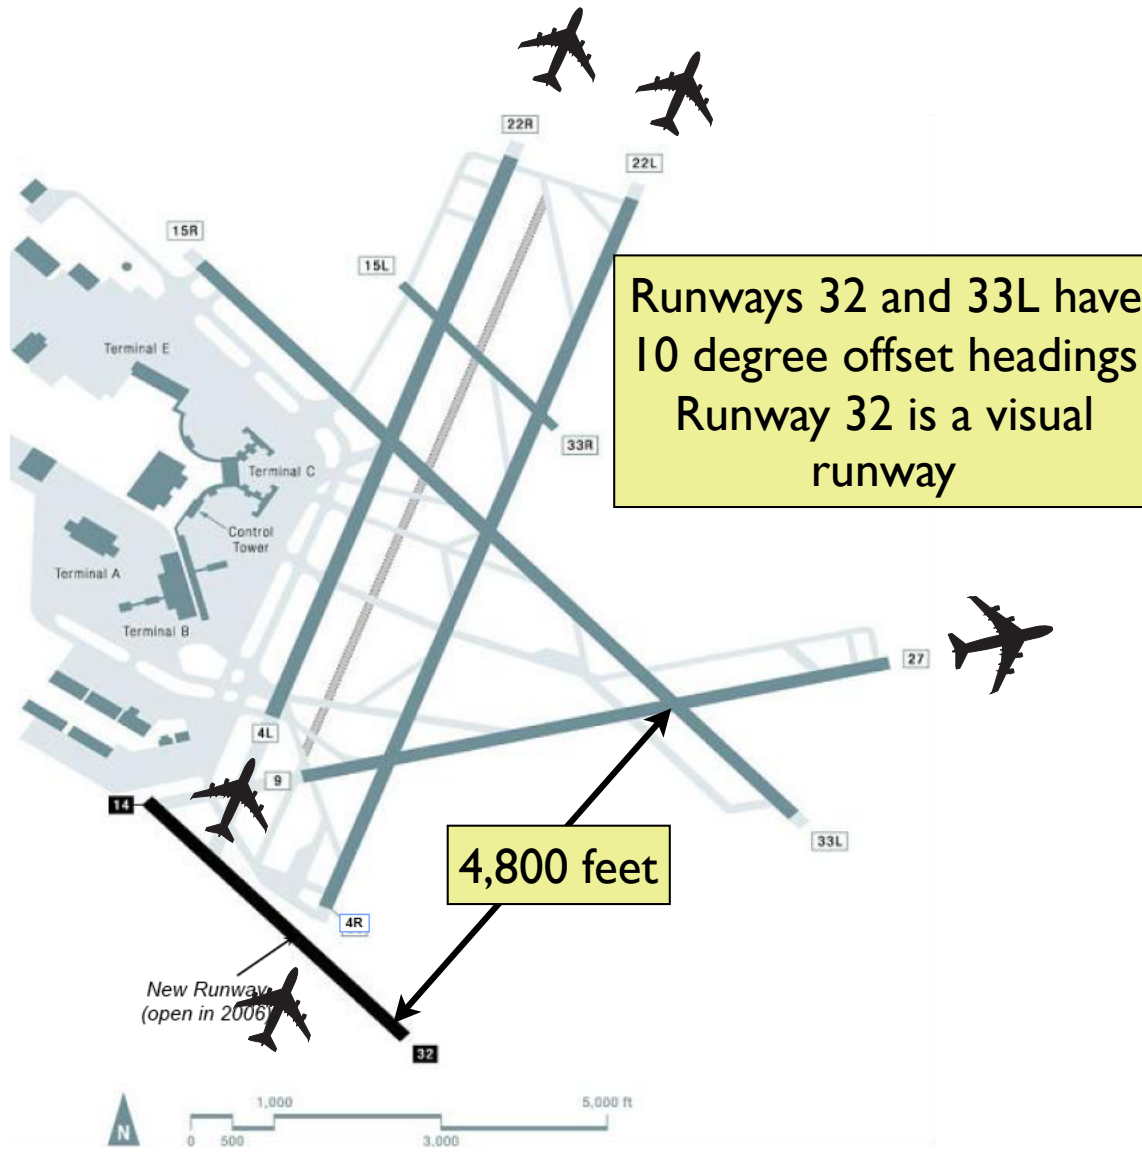 22R
22L
15R
15L
Runways 32 and 33L have
10 degree offset headings
Runway 32 is a visual
runway
Terminal E
33R
Terminal C
Control
Tower
Terminal A
Terminal B
27
4L
9
14
33L
4,800 feet
4R
New Runway
(open in 2006)
32
N
1,000
5,000 ft
0
500
3,000